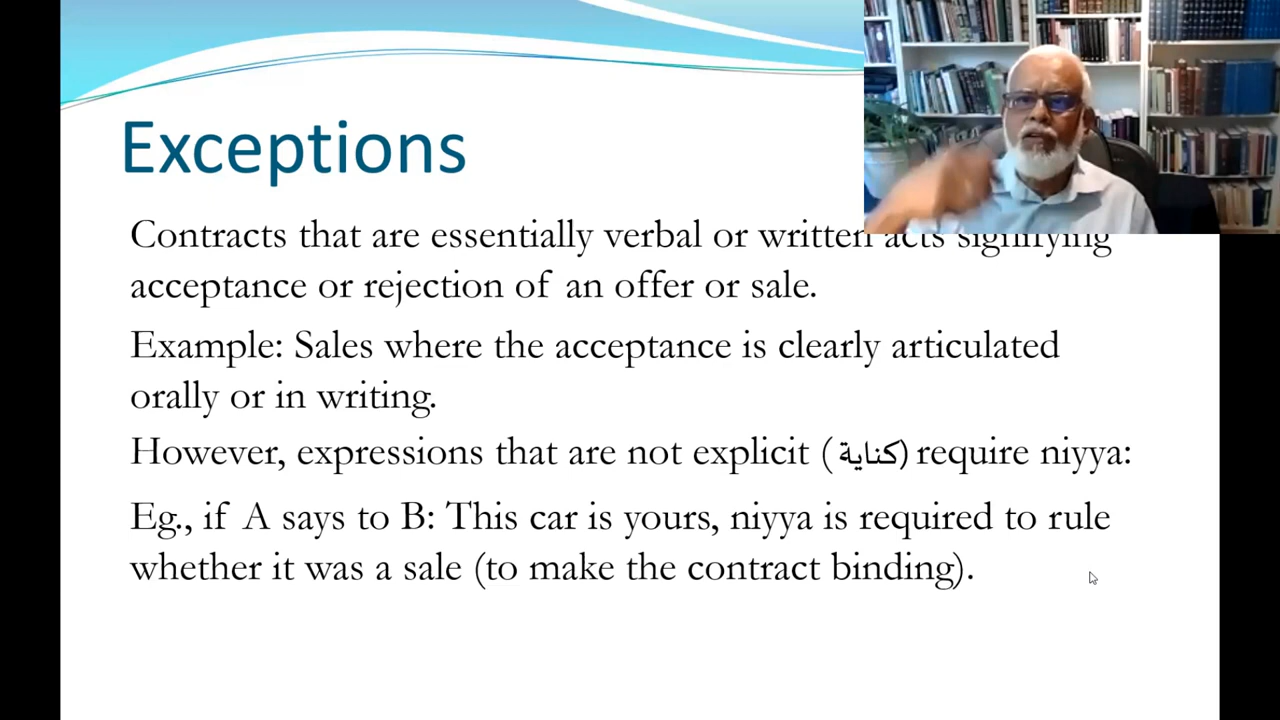 Exceptions
Contracts that are essentially verbal or written acts signifying
acceptance or rejection of an offer or sale.
Example: Sales where the acceptance is clearly articulated
orally or in writing.
However, expressions that are not explicit (كناية) require niyya:
Eg., if A says to B: This car is yours, niyya is required to rule
whether it was a sale (to make the contract binding).